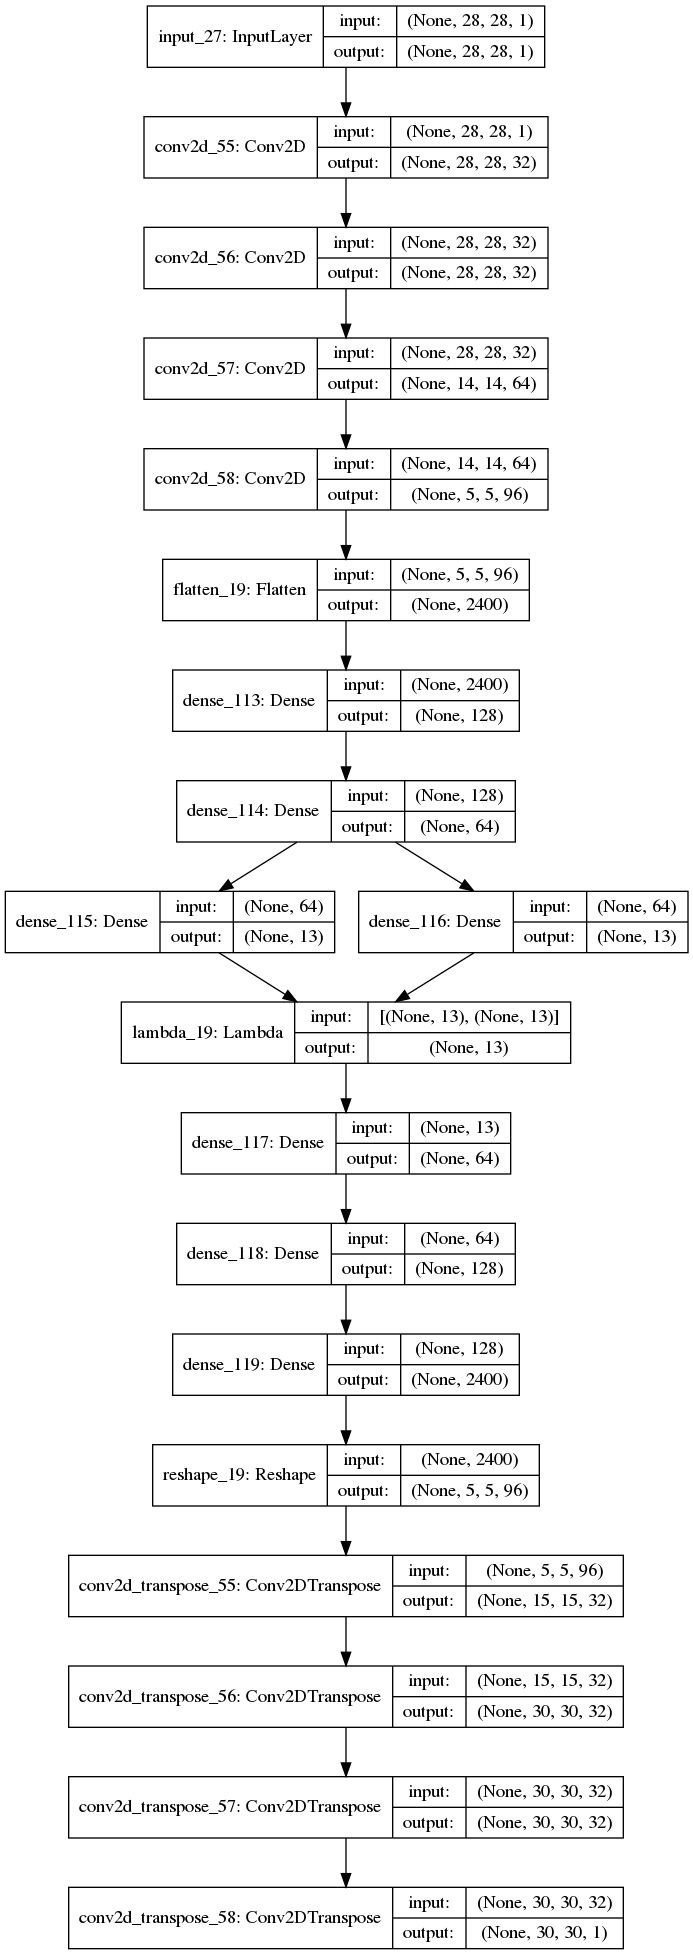 input_27: InputLayer
input: (None, 28, 28, 1)
output: (None, 28, 28, 1)
conv2d_55: Conv2D
input: (None, 28, 28, 1)
output: (None, 28, 28, 32)
conv2d_56: Conv2D
input: (None, 28, 28, 32)
output: (None, 28, 28, 32)
conv2d_57: Conv2D
input: (None, 28, 28, 32)
output: (None, 14, 14, 64)
conv2d_58: Conv2D
input: (None, 14, 14, 64)
output: (None, 5, 5, 96)
flatten_19: Flatten
input: (None, 5, 5, 96)
output: (None, 2400)
dense_113: Dense
input: (None, 2400)
output: (None, 128)
dense_114: Dense
input: (None, 128)
output: (None, 64)
dense_115: Dense
input: (None, 64)
output: (None, 13)
dense_116: Dense
input: (None, 64)
output: (None, 13)
lambda_19: Lambda
input: [(None, 13), (None, 13)]
output: (None, 13)
dense_117: Dense
input: (None, 13)
output: (None, 64)
dense_118: Dense
input: (None, 64)
output: (None, 128)
dense_119: Dense
input: (None, 128)
output: (None, 2400)
reshape_19: Reshape
input: (None, 2400)
output: (None, 5, 5, 96)
conv2d_transpose_55: Conv2DTranspose
input: (None, 5, 5, 96)
output: (None, 15, 15, 32)
conv2d_transpose_56: Conv2DTranspose
input: (None, 15, 15, 32)
output: (None, 30, 30, 32)
conv2d_transpose_57: Conv2DTranspose
input: (None, 30, 30, 32)
output: (None, 30, 30, 32)
conv2d_transpose_58: Conv2DTranspose
input: (None, 30, 30, 32)
output: (None, 30, 30, 1)